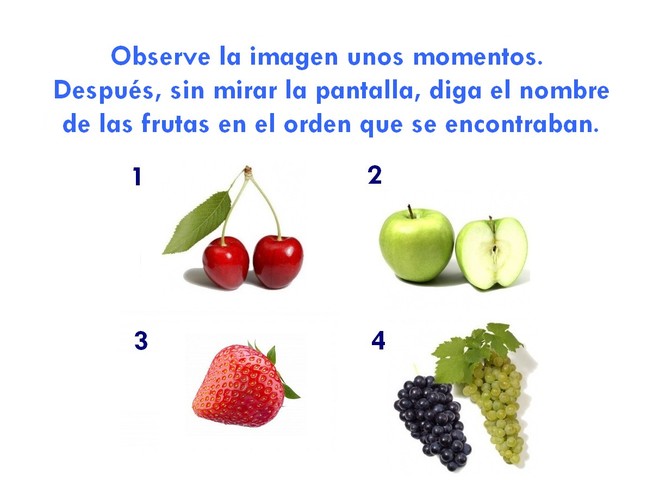 Observe la imagen unos momentos.
Después, sin mirar la pantalla, diga el nombre
de las frutas en el orden que se encontraban.
1
2
3
4